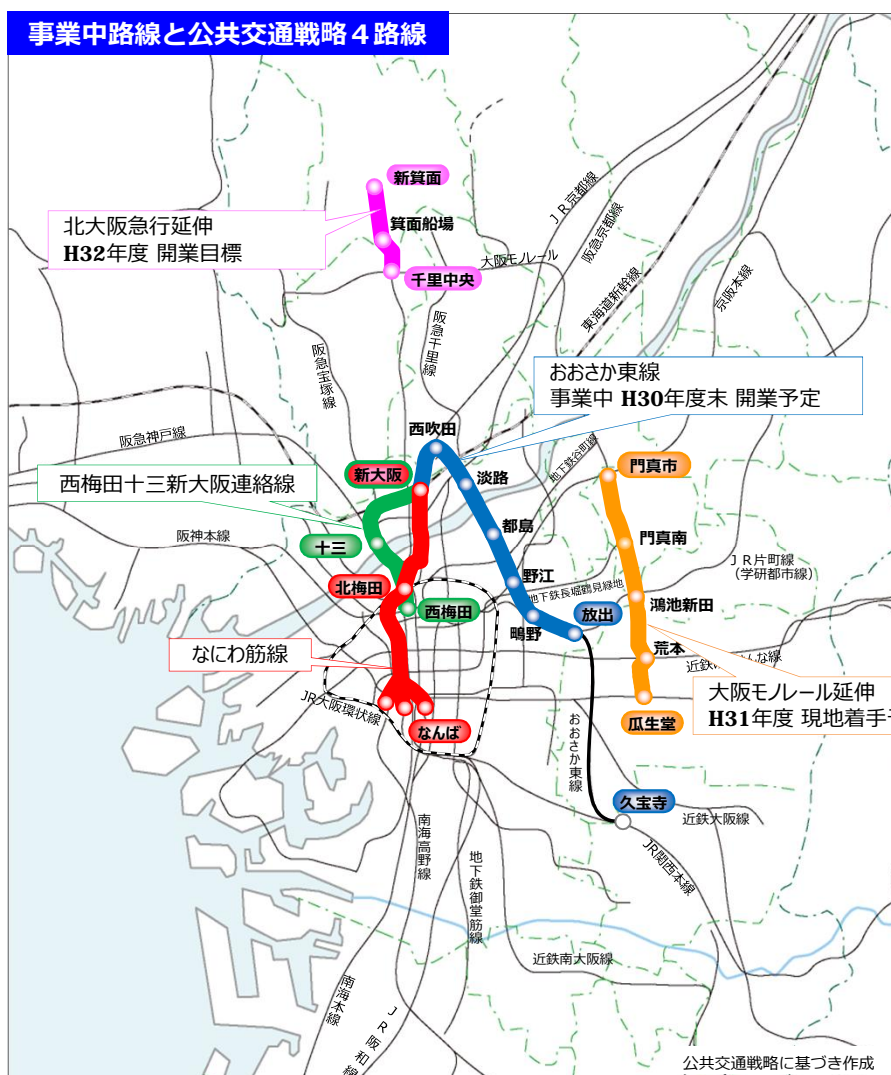 事業中路線と公共交通戦略４路線
新箕面
北大阪急行延伸
H32年度 開業目標
箕面船場
千里中央
大阪モノレール
ＪＲ京都線
阪急京都線
東海道新幹線
京阪本線
阪急千里線
阪急宝塚線
おおさか東線
事業中 H30年度末 開業予定
阪急神戸線
西吹田
地下鉄谷町線
門真市
新大阪
淡路
西梅田十三新大阪連絡線
阪神本線
都島
門真南
十三
ＪＲ片町線
（学研都市線）
野江
地下鉄長堀鶴見緑地
北梅田
鴻池新田
西梅田
放出
鴫野
なにわ筋線
荒本
近鉄
な線
大阪モノレール延伸
H31年度 現地着手
JR大阪環状線
瓜生堂
なんば
おおさか東線
久宝寺
近鉄大阪線
南海高野線
JR関西本線
地下鉄御堂筋線
近鉄南大阪線
南海本線
ＪＲ阪和線
公共交通戦略に基づき作成